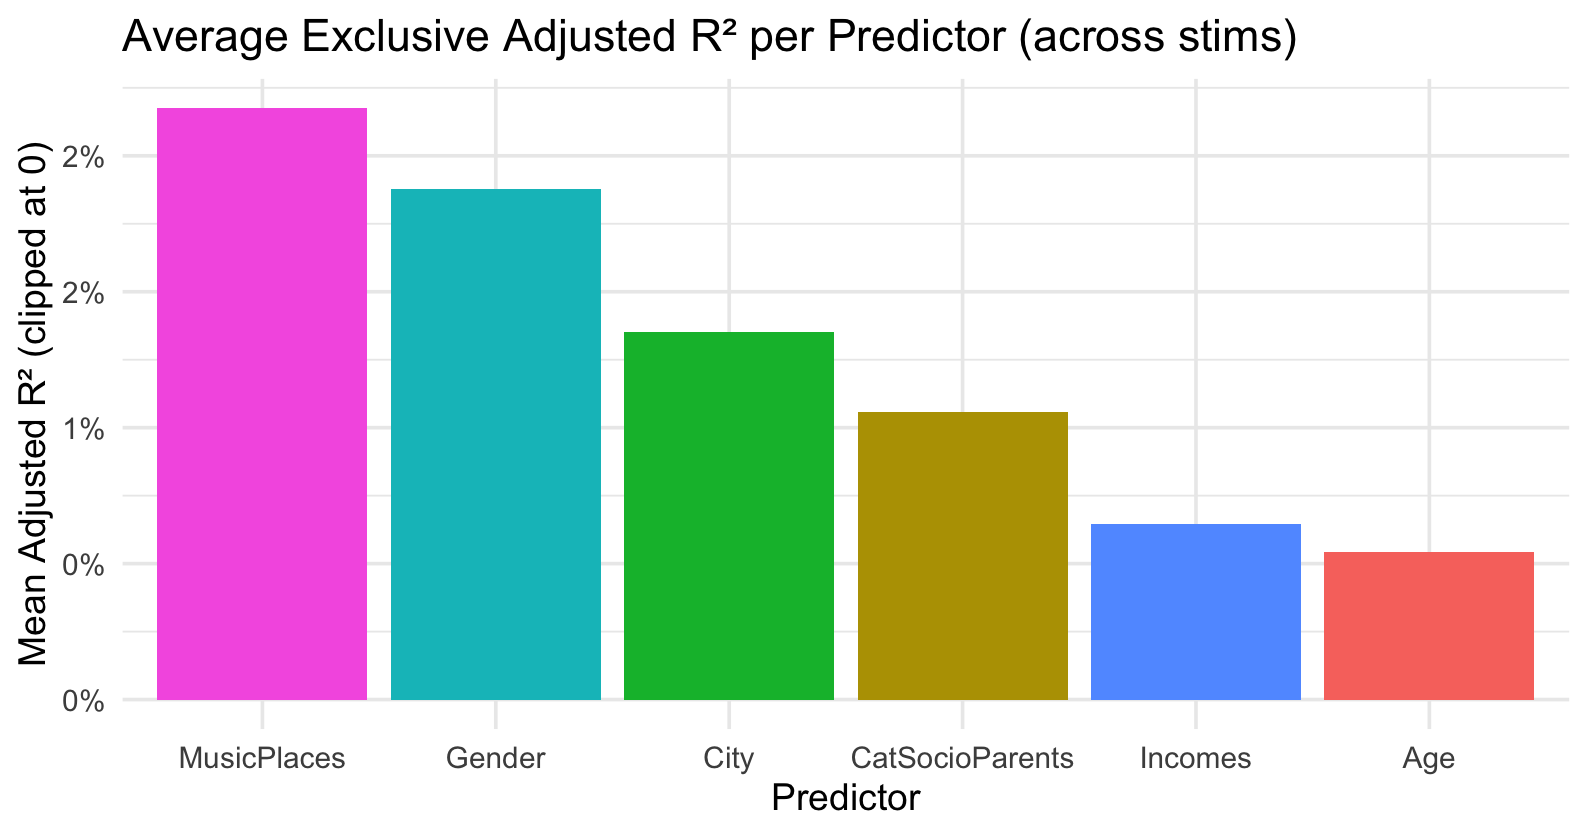 Average Exclusive Adjusted R² per Predictor (across stims)
Mean Adjusted R² (clipped at 0)
2%
2%
1%
0%
0%
MusicPlaces
Gender
City
CatSocioParents
Incomes
Age
Predictor